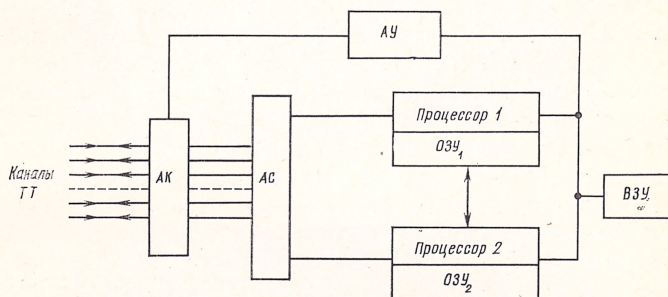 АУ
Процессор 1
ОЗУ1
Каналы
ТТ
АК
АС
ВЗУ
Процессор 2
ОЗУ2